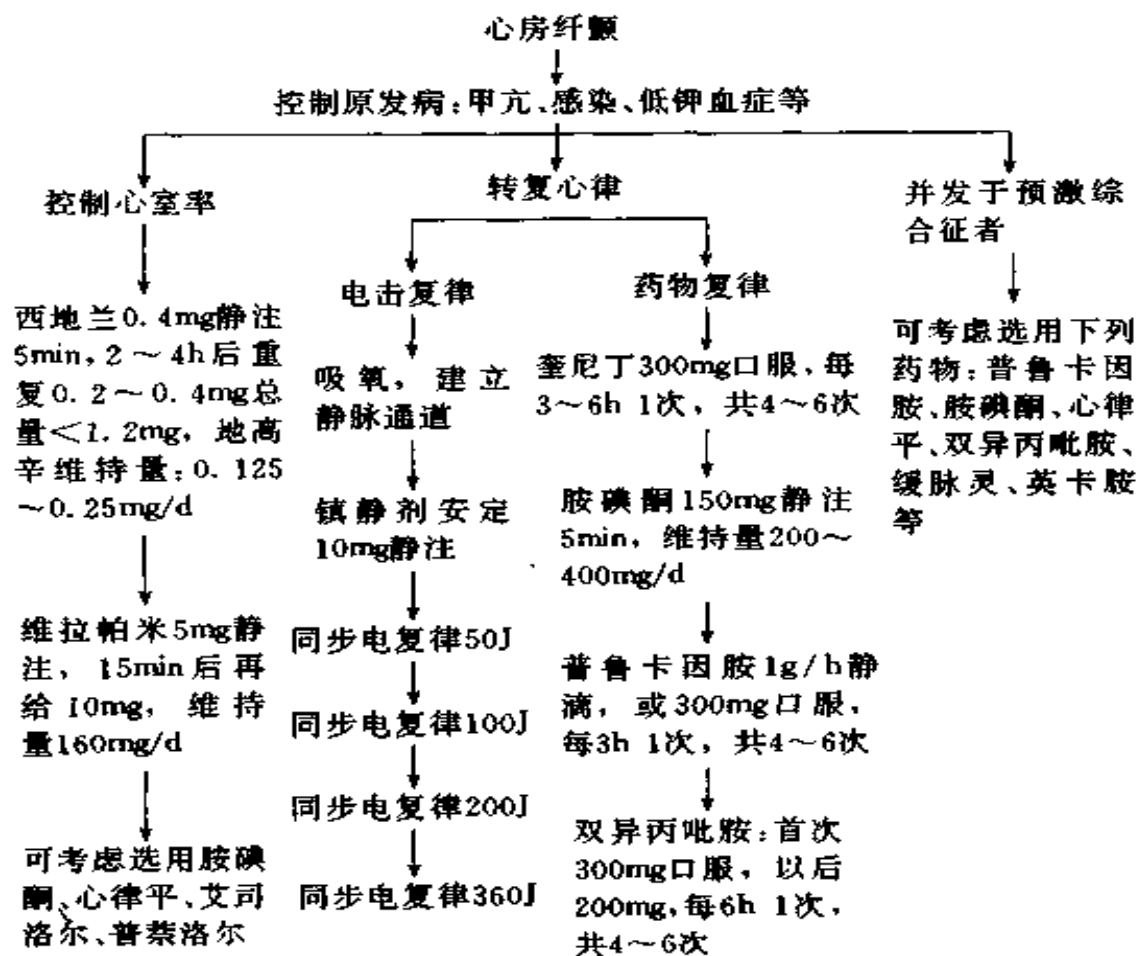 心房纤颤
控制原发病：甲亢、感染、低钾血症等
控制心室率
转复心律
并发于预激综
合征者
西地兰0.4mg静注
5min，2～4h后重
复0.2～0.4mg总
量＜1.2mg，地高
辛维特量：0.125
～0.25mg/d
维拉帕米5mg静
注，15min后再
给10mg，维持
量160mg/d
可考虑选用胺碘
酮、心律平、艾司
洛尔、普萘洛尔
电击复律
吸氧，建立
静脉通道
镇静剂安定
10mg静注
同步电复律50J
同步电复律100J
同步电复律200J
同步电复律360J
药物复律
奎尼丁300mg口服，每
3～6h 1次，共4～6次
胺碘酮150mg静注
5min，维特量200～
400mg/d
普鲁卡因胺1g/h静
滴，或300mg口服，
每3h 1次，共4～6次
双异丙吡胺：首次
300mg口服，以后
200mg,每6h 1次，
共4～6次
可考虑选用下列
药物：普鲁卡因
胺、胺碘酮、心律
平、双异丙吡胺、
缓脉灵、英卡胺
等